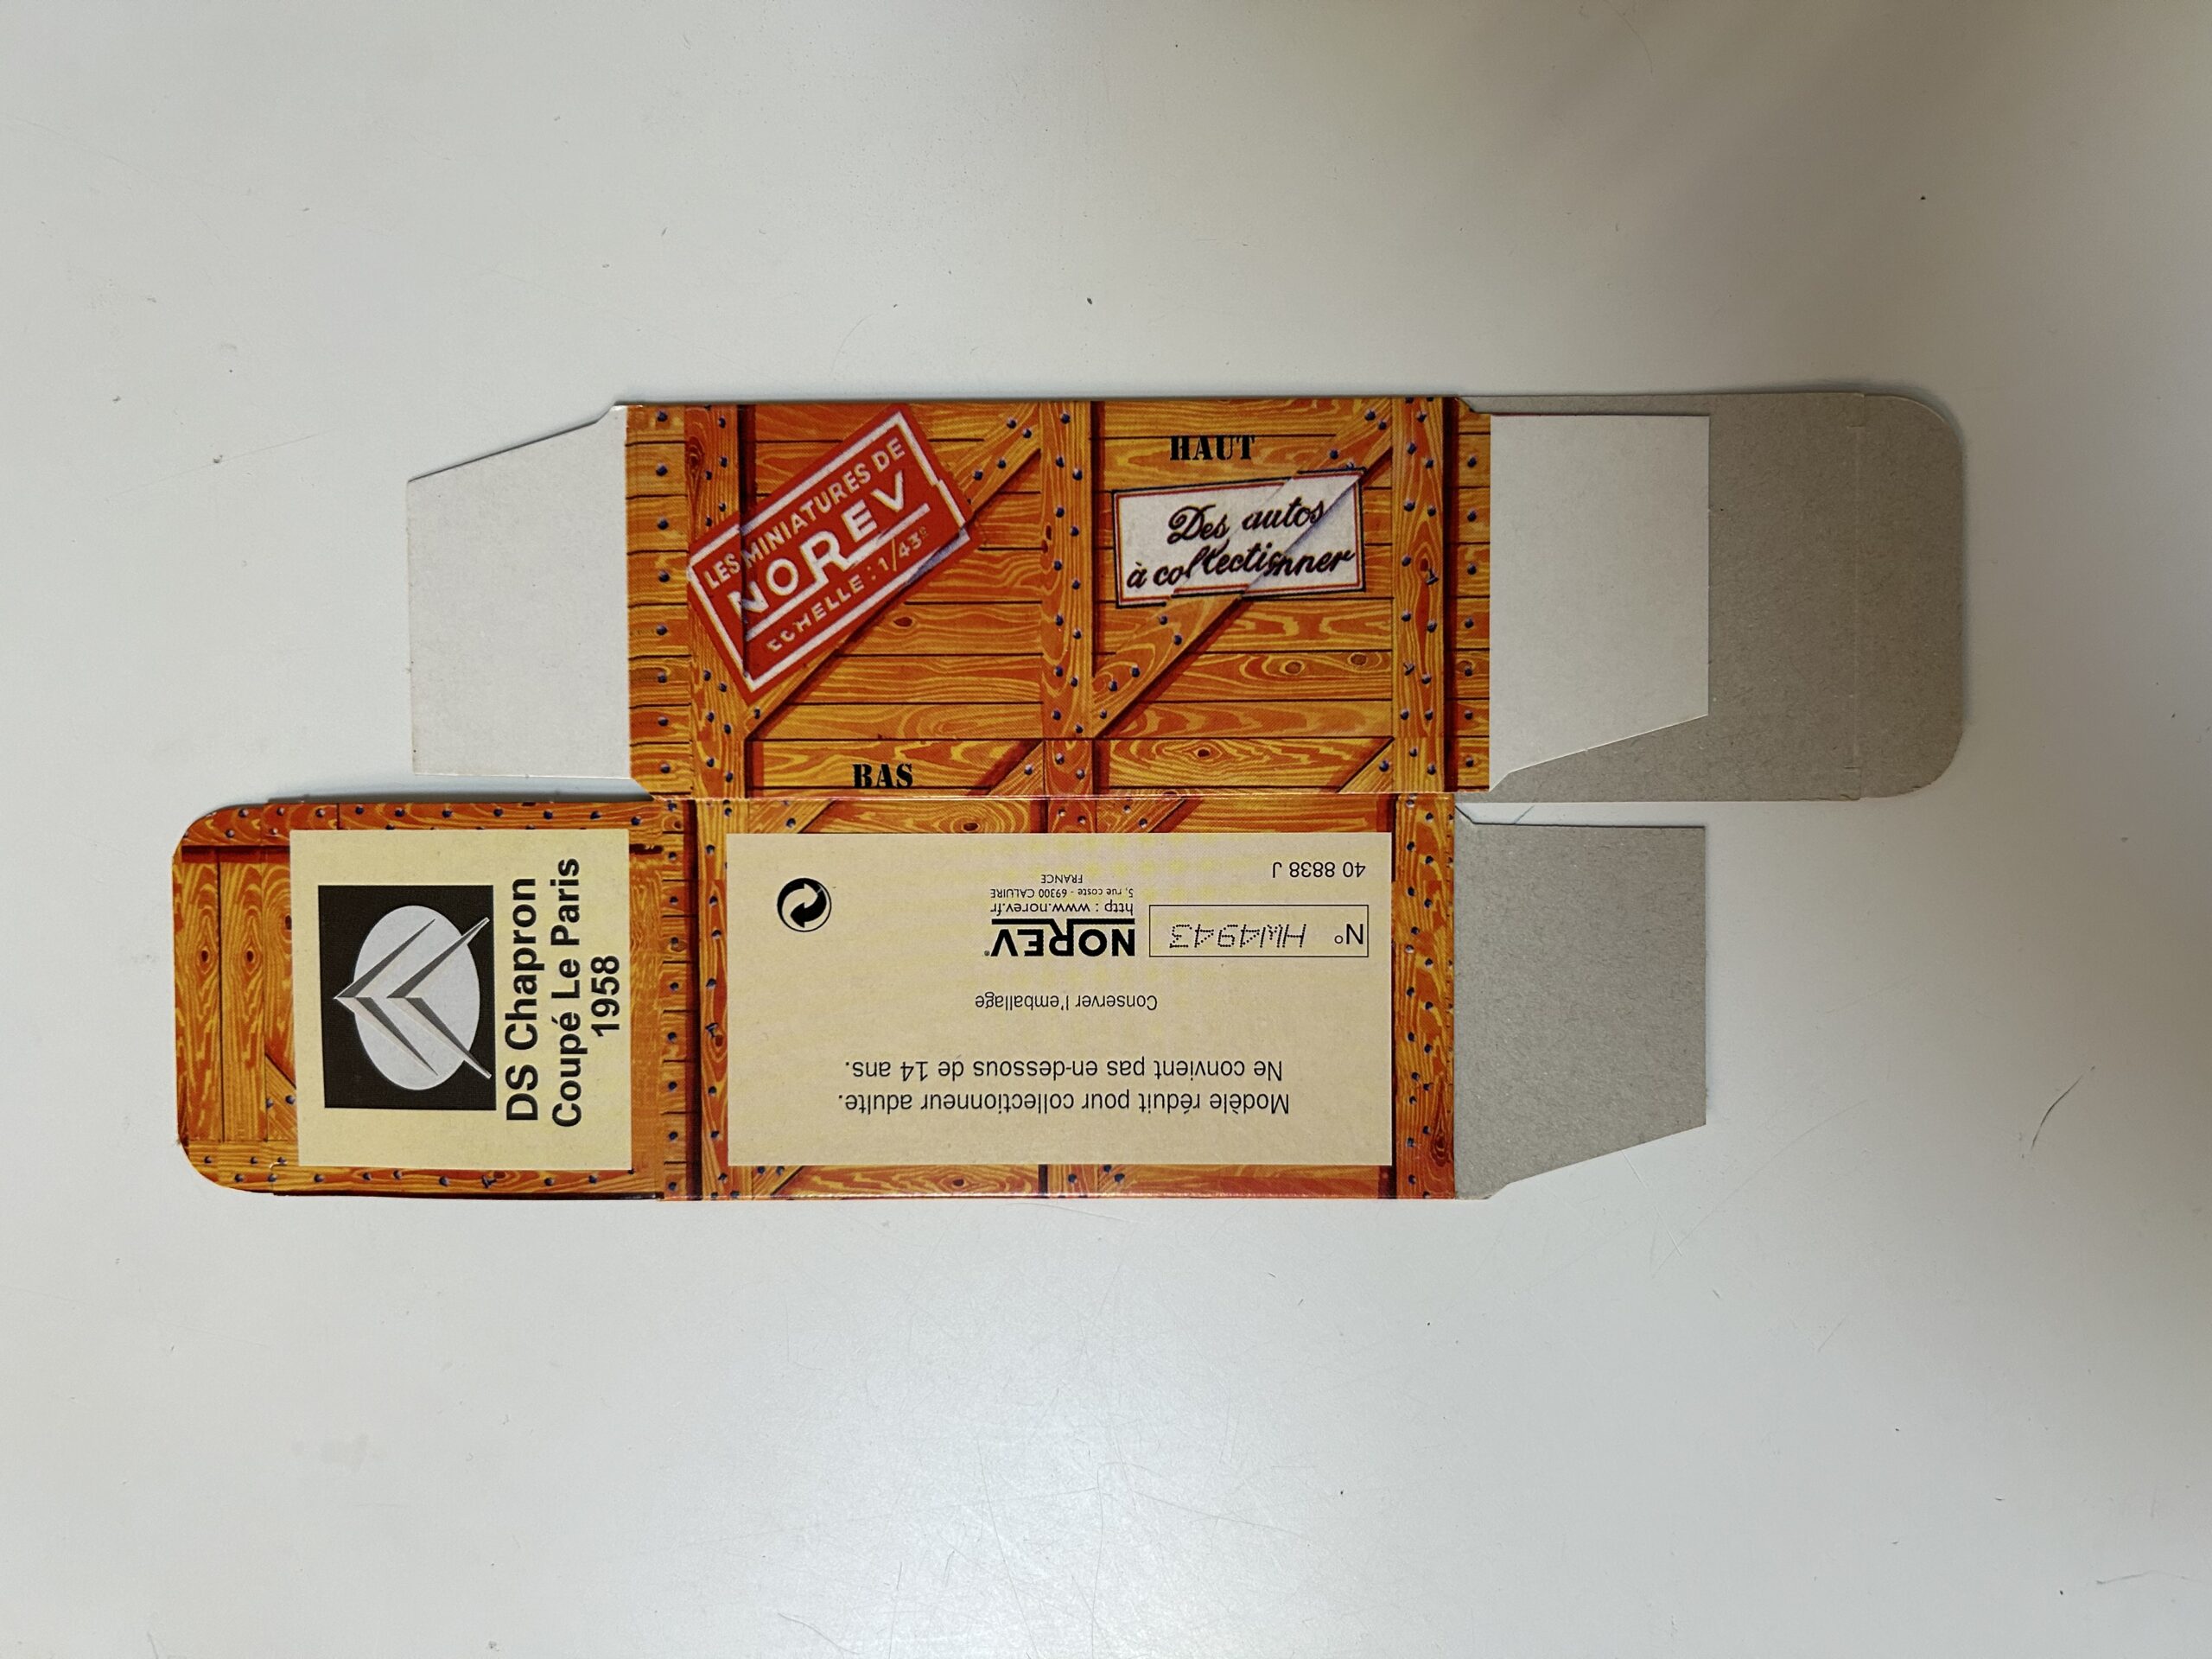 LES MINIATURES DE
NOREV
ECHELLE : 1/43e
HAUT
Des autos
à collectionner
BAS
DS Chapron
Coupé Le Paris
1958
Modèle réduit pour collectionneur adulte.
Ne convient pas en-dessous de 14 ans.
Conserver l'emballage
N° HW4943
NOREV®
http : www.norev.fr
5, rue coste - 69300 CALUIRE
FRANCE
40 8838 J